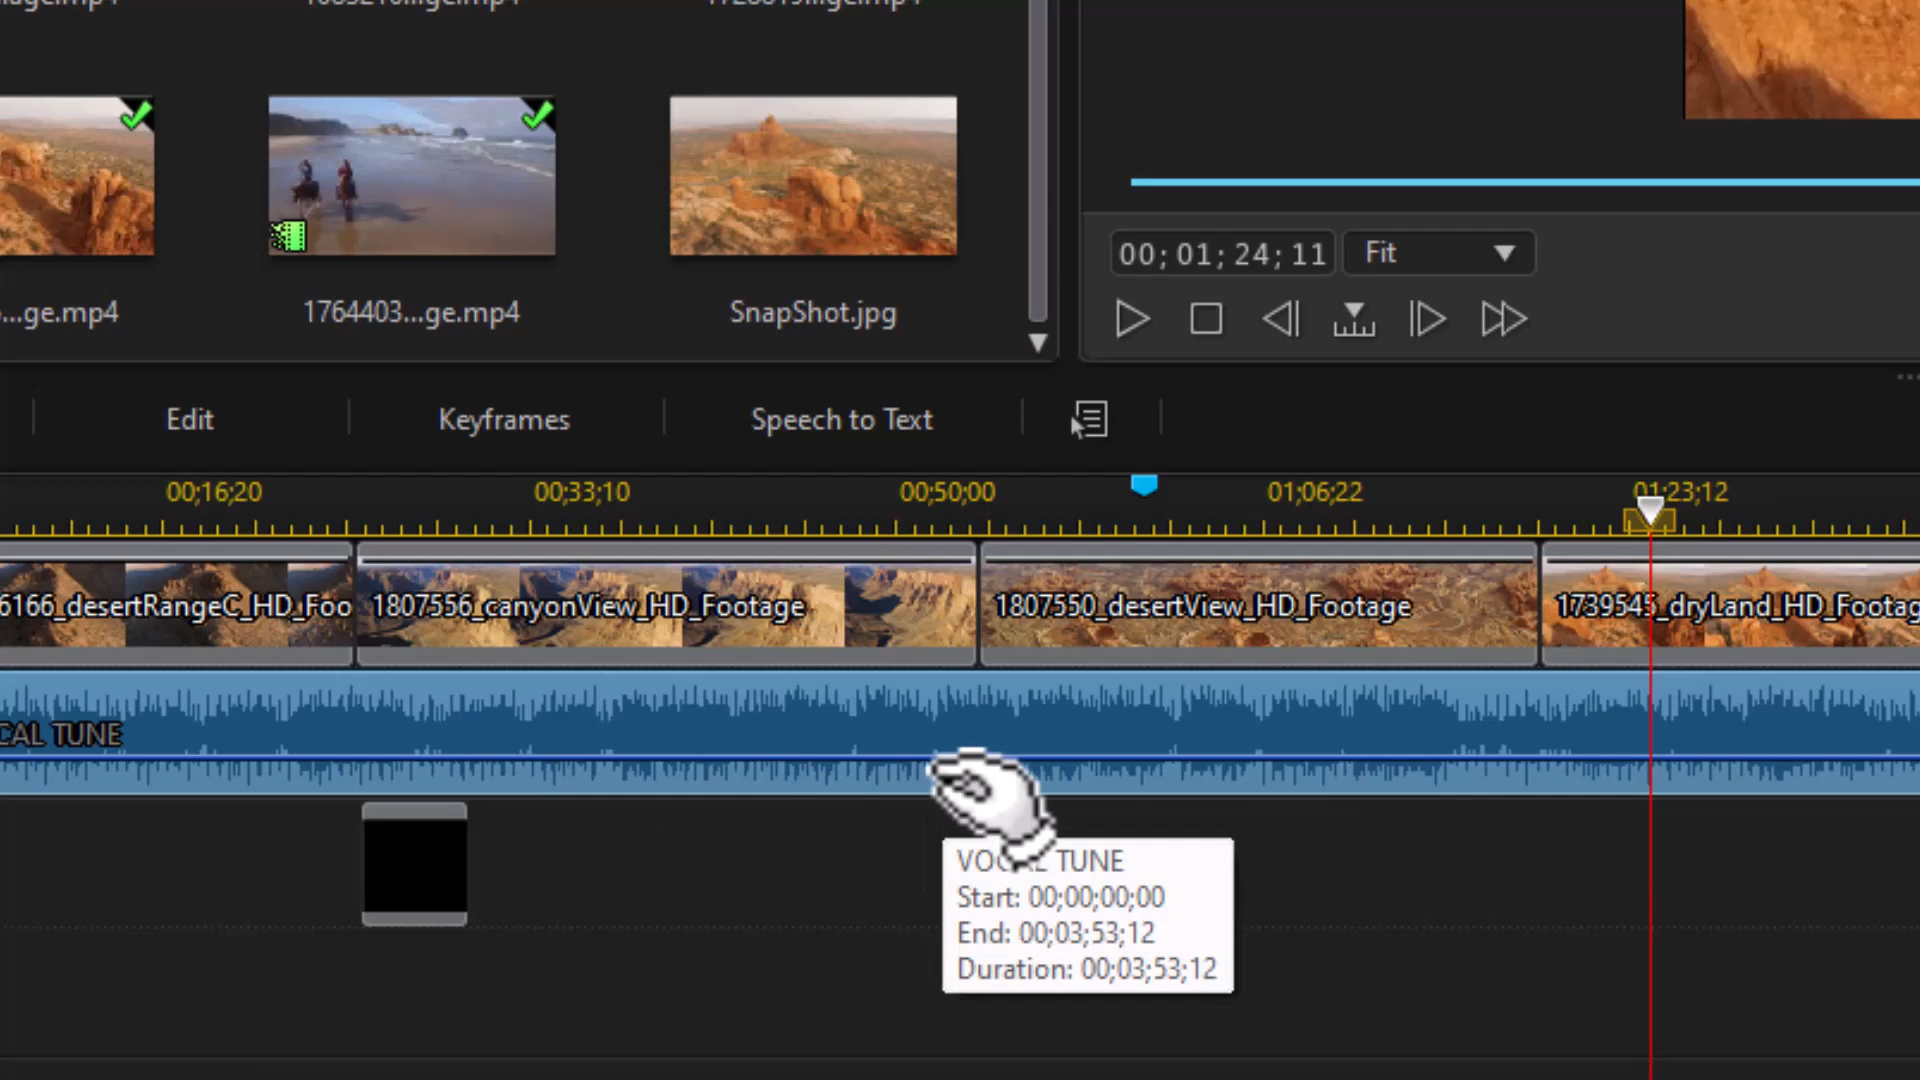 ...ge.mp4
1764403...ge.mp4
SnapShot.jpg
00; 01; 24; 11
Fit
Edit
Keyframes
Speech to Text
00;16;20
00;33;10
00;50;00
01;06;22
01;23;12
6166_desertRangeC_HD_Foo
1807556_canyonView_HD_Footage
1807550_desertView_HD_Footage
1739545_dryLand_HD_Footag
CAL TUNE
VOCAL TUNE
Start: 00;00;00;00
End: 00;03;53;12
Duration: 00;03;53;12